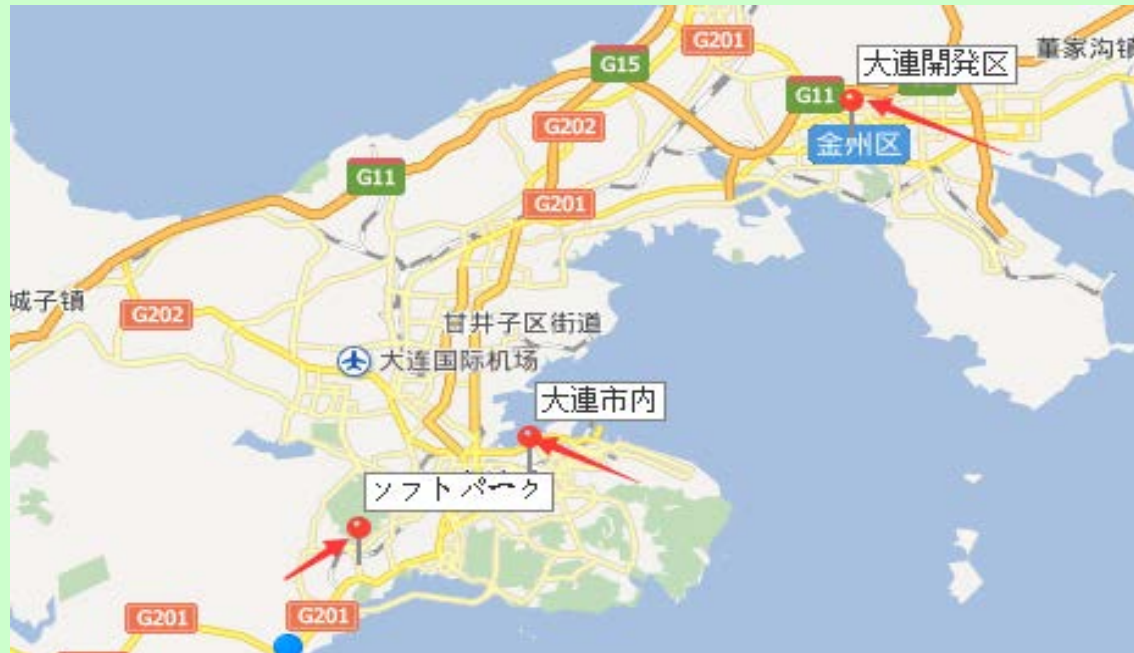 G201
G15
大連開発区
董家沟镇
G11
G202
金州区
G11
G201
城子镇
G202
甘井子区街道
大连国际机场
大連市内
ソフトパーク
G201
G201